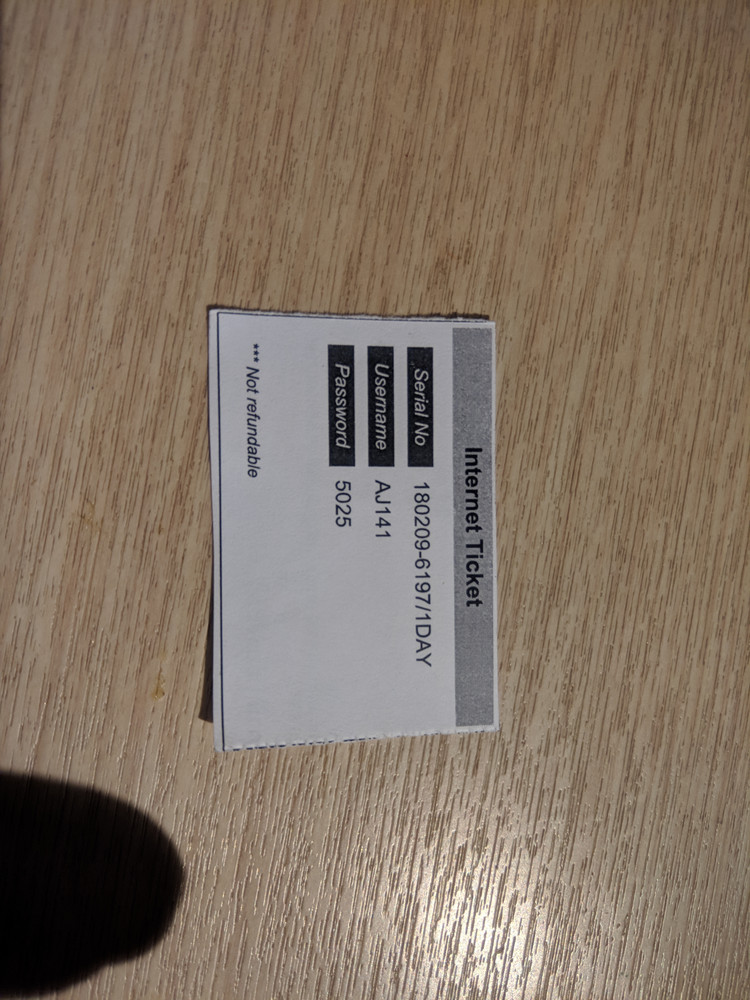 Internet Ticket
Serial No 180209-6197/1DAY
Username AJ141
Password 5025
*** Not refundable